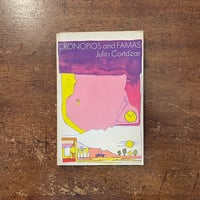 CRONOPIOS and FAMAS
Julio Cortázar